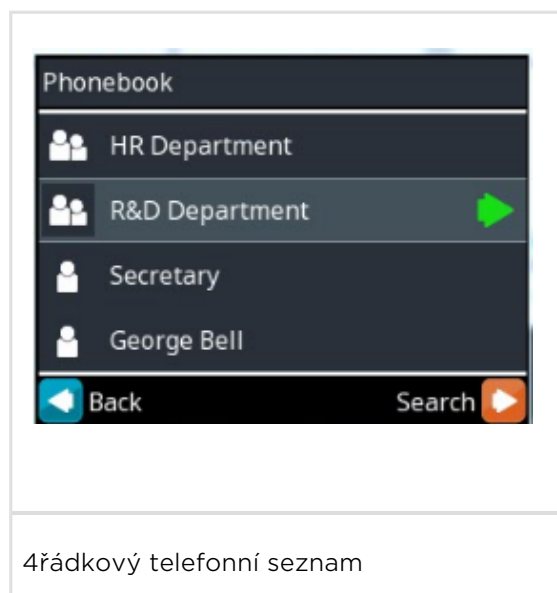 Phonebook
HR Department
R&D Department
Secretary
George Bell
Back Search
4řádkový telefonní seznam